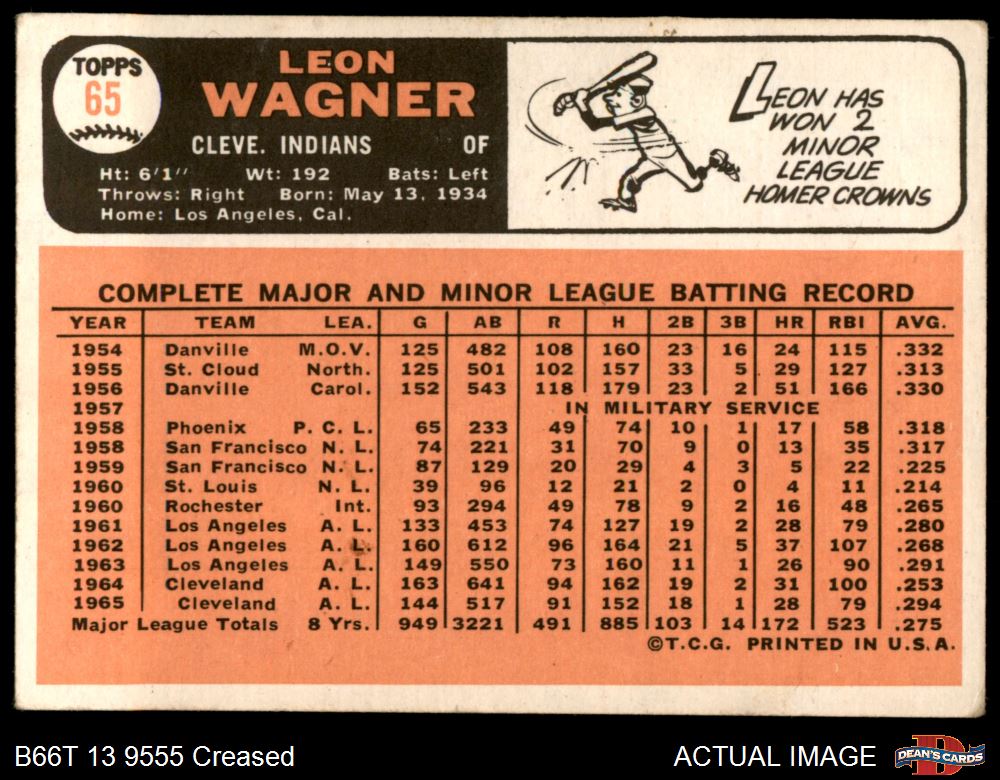 TOPPS
65
LEON
WAGNER
CLEVE. INDIANS OF
Ht: 6'1" Wt: 192 Bats: Left
Throws: Right Born: May 13, 1934
Home: Los Angeles, Cal.
LEON HAS
WON 2
MINOR
LEAGUE
HOMER CROWNS
COMPLETE MAJOR AND MINOR LEAGUE BATTING RECORD
YEAR TEAM LEA. G AB R H 2B 3B HR RBI AVG.
1954 Danville M.O.V. 125 482 108 160 23 16 24 115 .332
1955 St. Cloud North. 125 501 102 157 33 5 29 127 .313
1956 Danville Carol. 152 543 118 179 23 2 51 166 .330
1957 IN MILITARY SERVICE
1958 Phoenix P. C. L. 65 233 49 74 10 1 17 58 .318
1958 San Francisco N. L. 74 221 31 70 9 0 13 35 .317
1959 San Francisco N. L. 87 129 20 29 4 3 5 22 .225
1960 St. Louis N. L. 39 96 12 21 2 0 4 11 .214
1960 Rochester Int. 93 294 49 78 9 2 16 48 .265
1961 Los Angeles A. L. 133 453 74 127 19 2 28 79 .280
1962 Los Angeles A. L. 160 612 96 164 21 5 37 107 .268
1963 Los Angeles A. L. 149 550 73 160 11 1 26 90 .291
1964 Cleveland A. L. 163 641 94 162 19 2 31 100 .253
1965 Cleveland A. L. 144 517 91 152 18 1 28 79 .294
Major League Totals 8 Yrs. 949 3221 491 885 103 14 172 523 .275
©T.C.G. PRINTED IN U.S.A.
B66T 13 9555 Creased
ACTUAL IMAGE
DEAN'S CARDS